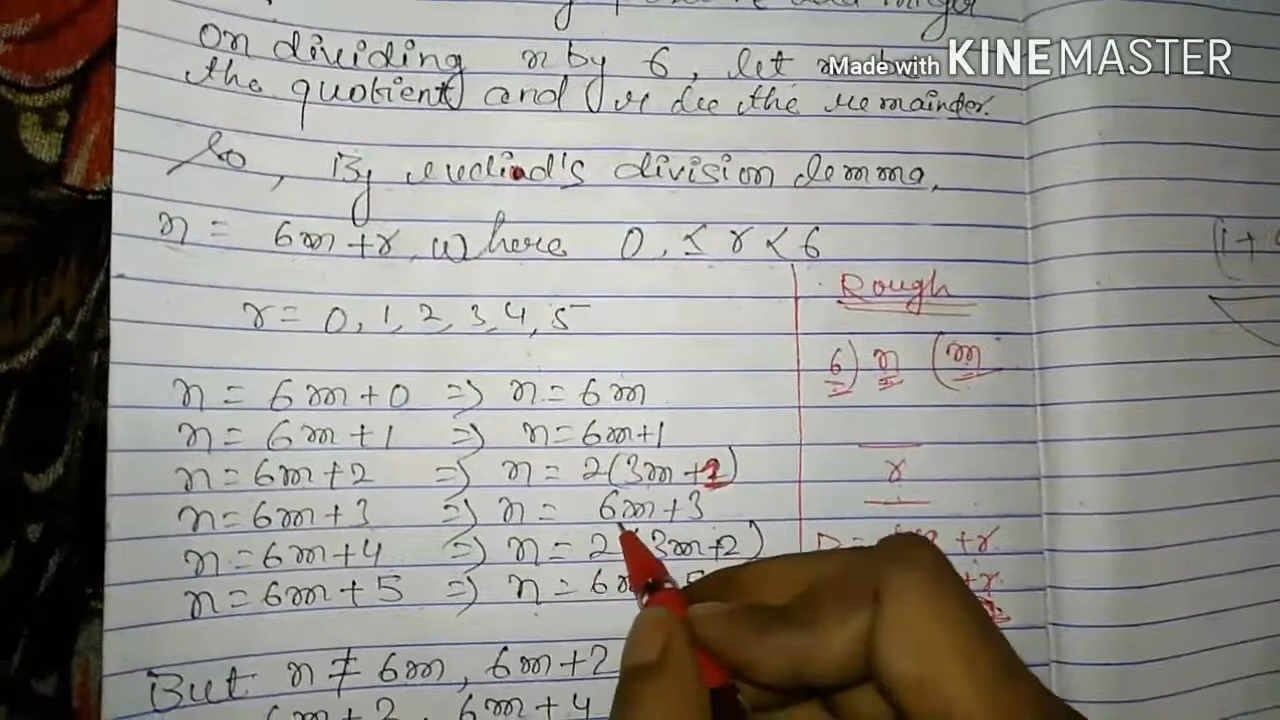 On dividing n by 6, let
Made with KINEMASTER
the quotient and r be the remainder.
So, By euclid's division lemma,
n = 6m+r, where 0 ≤ r < 6
r = 0, 1, 2, 3, 4, 5
n = 6m+0 => n = 6m
n = 6m+1 => n = 6m+1
n = 6m+2 => n = 2(3m+1)
n = 6m+3 => n = 6m+3
n = 6m+4 => n = 2(3m+2)
n = 6m+5 => n = 6
But n ≠ 6m, 6m+2
6m+2, 6m+4
Rough
6) n (m
r
+r
+r